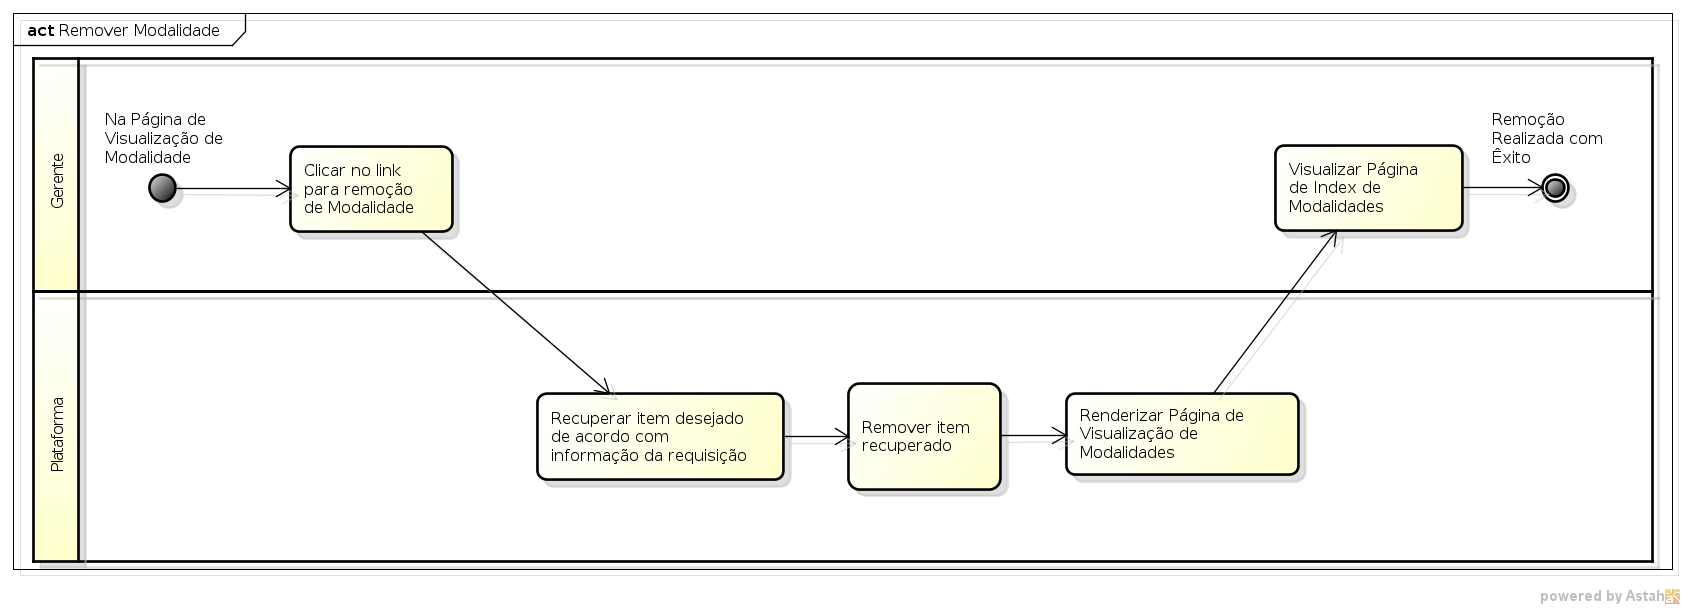 act Remover Modalidade
Gerente
Na Página de
Visualização de
Modalidade
Clicar no link
para remoção
de Modalidade
Visualizar Página
de Index de
Modalidades
Remoção
Realizada com
Êxito
Plataforma
Recuperar item desejado
de acordo com
informação da requisição
Remover item
recuperado
Renderizar Página de
Visualização de
Modalidades
powered by Astah